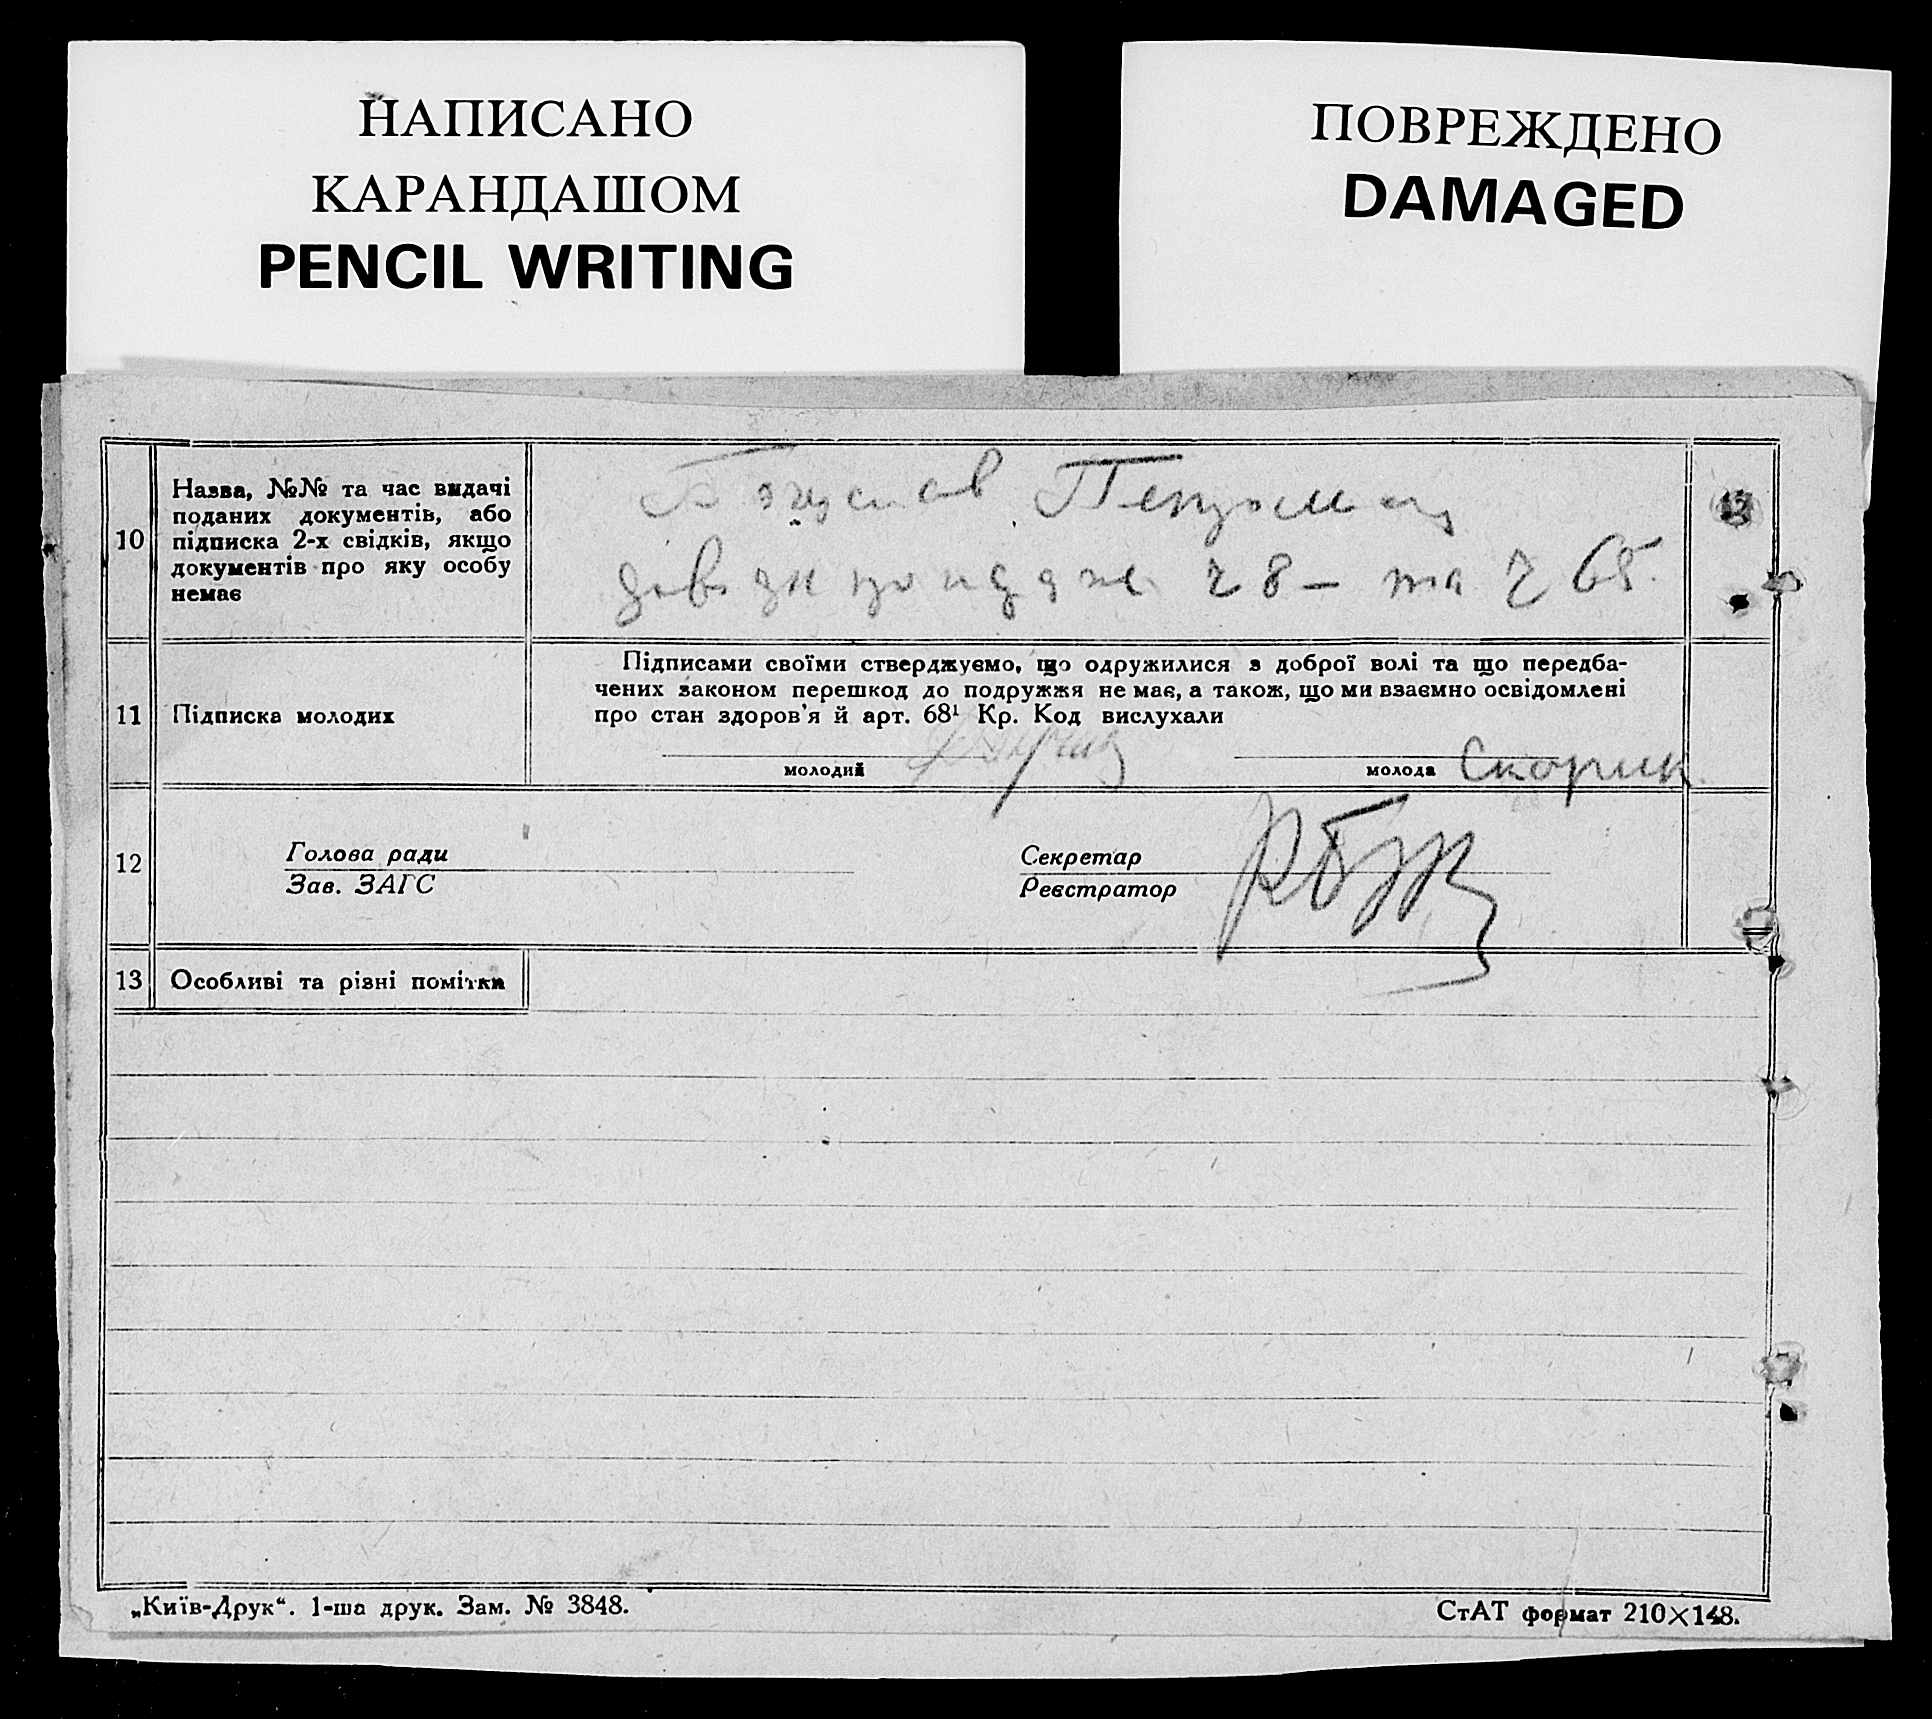 НАПИСАНО
КАРАНДАШОМ
PENCIL WRITING
ПОВРЕЖДЕНО
DAMAGED
10
Назва, №№ та час видачі
поданих документів, або
підписка 2-х свідків, якщо
документів про яку особу
немає
28 – та 2 65.
11
Підписка молодих
Підписами своїми стверджуємо, що одружилися з доброї волі та що передба-
чених законом перешкод до подружжя не має, а також, що ми взаємно освідомлені
про стан здоров'я й арт. 68¹ Кр. Код вислухали
молодий
молода Скорик
12
Голова ради
Зав. ЗАГС
Секретар
Реєстратор
13
Особливі та різні помітки
„Київ-Друк“. 1-ша друк. Зам. № 3848.
СтАТ формат 210×148.